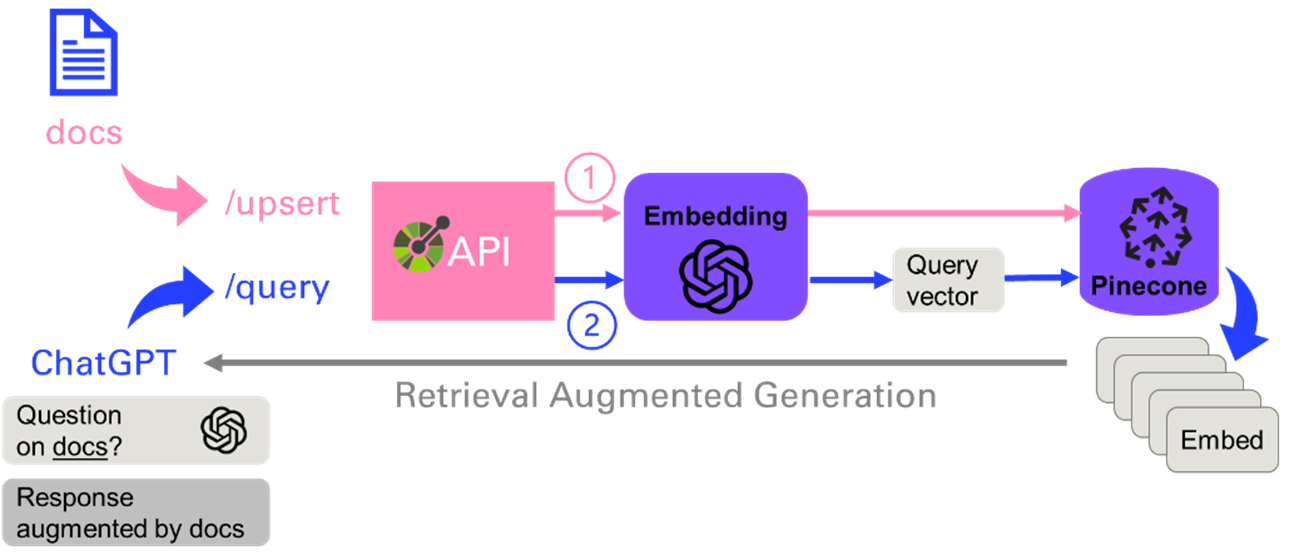 docs
/upsert
/query
API
1
2
Embedding
Query
vector
Pinecone
ChatGPT
Retrieval Augmented Generation
Question
on docs?
Response
augmented by docs
Embed